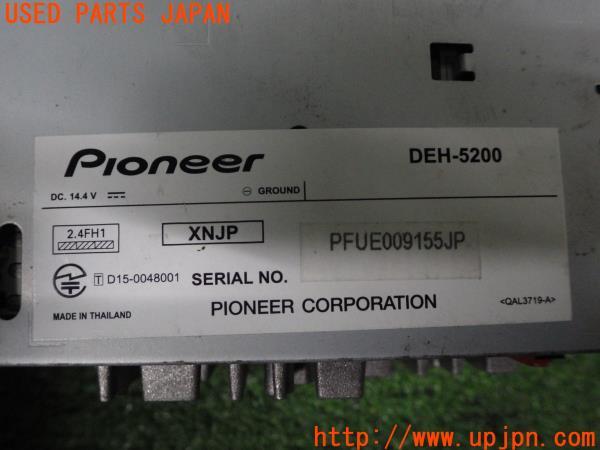 USED PARTS JAPAN
Pioneer DEH-5200
DC. 14.4 V ⊖ GROUND
2.4FH1 XNJP PFUE009155JP
T D15-0048001 SERIAL NO.
PIONEER CORPORATION
MADE IN THAILAND <QAL3719-A>
UPJ
http://www.upjpn.com/